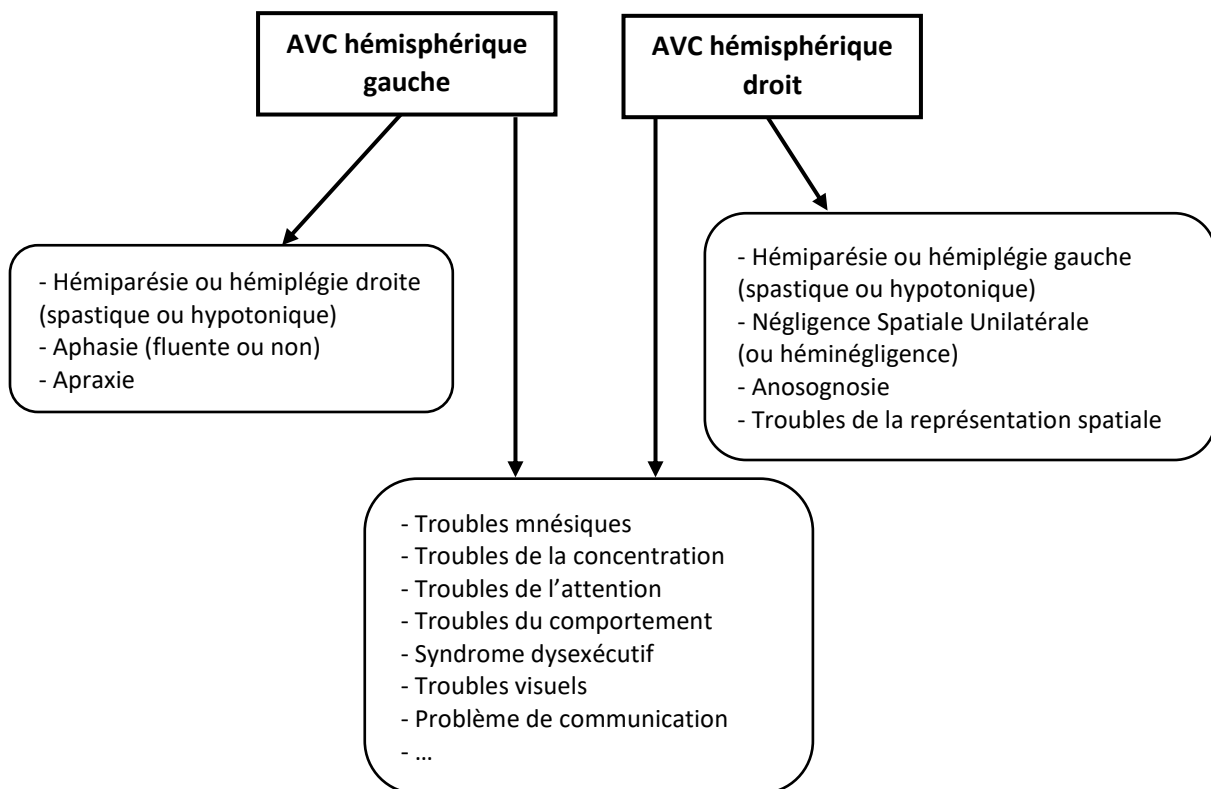 AVC hémisphérique
gauche
AVC hémisphérique
droit
- Hémiparésie ou hémiplégie droite
(spastique ou hypotonique)
- Aphasie (fluente ou non)
- Apraxie
- Hémiparésie ou hémiplégie gauche
(spastique ou hypotonique)
- Négligence Spatiale Unilatérale
(ou héminégligence)
- Anosognosie
- Troubles de la représentation spatiale
- Troubles mnésiques
- Troubles de la concentration
- Troubles de l’attention
- Troubles du comportement
- Syndrome dysexécutif
- Troubles visuels
- Problème de communication
- …